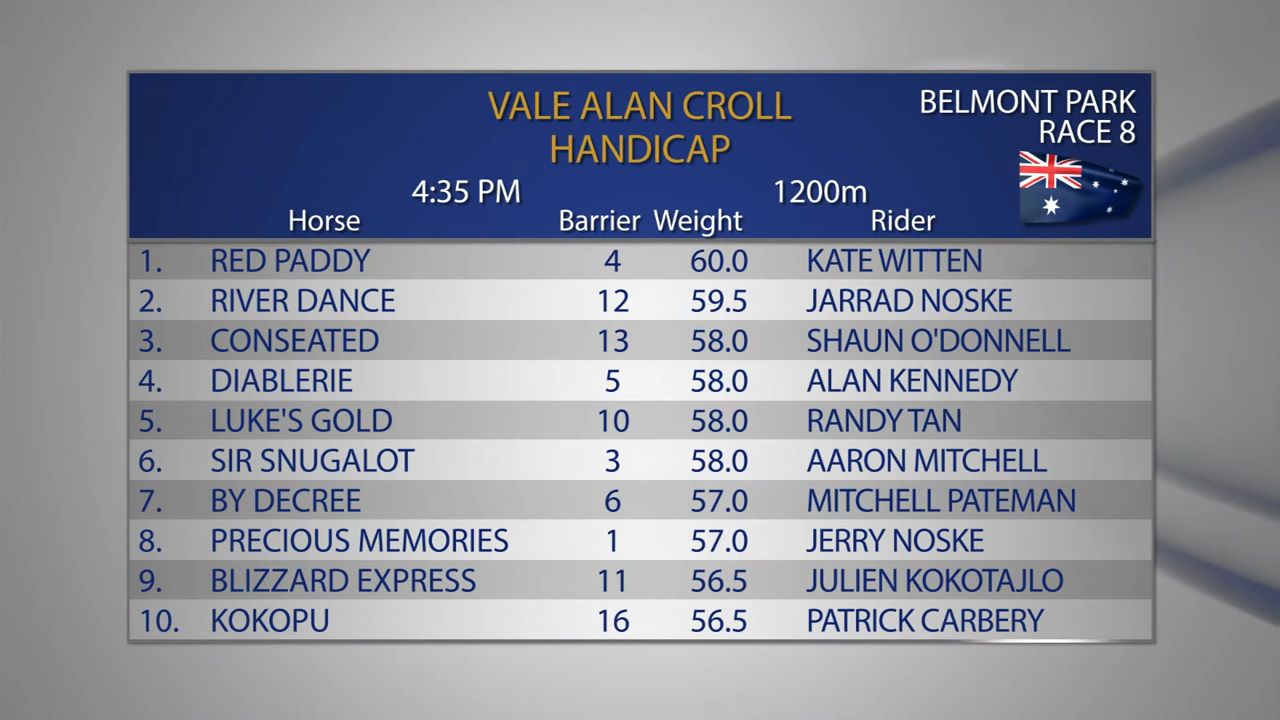 VALE ALAN CROLL
HANDICAP
BELMONT PARK
RACE 8
4:35 PM 1200m
Horse Barrier Weight Rider
1. RED PADDY 4 60.0 KATE WITTEN
2. RIVER DANCE 12 59.5 JARRAD NOSKE
3. CONSEATED 13 58.0 SHAUN O'DONNELL
4. DIABLERIE 5 58.0 ALAN KENNEDY
5. LUKE'S GOLD 10 58.0 RANDY TAN
6. SIR SNUGALOT 3 58.0 AARON MITCHELL
7. BY DECREE 6 57.0 MITCHELL PATEMAN
8. PRECIOUS MEMORIES 1 57.0 JERRY NOSKE
9. BLIZZARD EXPRESS 11 56.5 JULIEN KOKOTAJLO
10. KOKOPU 16 56.5 PATRICK CARBERY